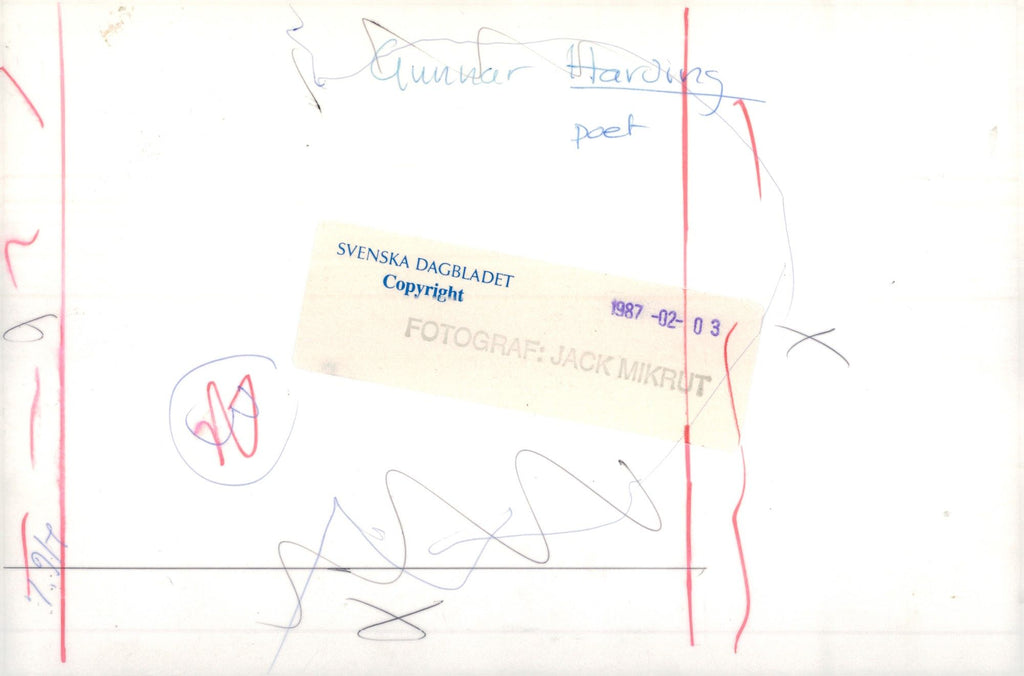 Gunnar Harding
poet
SVENSKA DAGBLADET
Copyright
1987 -02- 03
FOTOGRAF: JACK MIKRUT